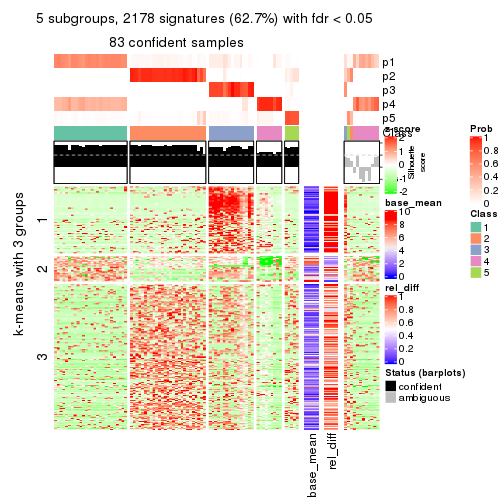 5 subgroups, 2178 signatures (62.7%) with fdr < 0.05
83 confident samples
p1
p2
p3
p4
p5
Class
z-score
2
1
0
-1
-2
Silhouette
score
base_mean
10
8
6
4
2
0
rel_diff
1
0.8
0.6
0.4
0.2
0
Status (barplots)
confident
ambiguous
Prob
1
0.8
0.6
0.4
0.2
0
Class
1
2
3
4
5
k-means with 3 groups
1
2
3
base_mean
rel_diff